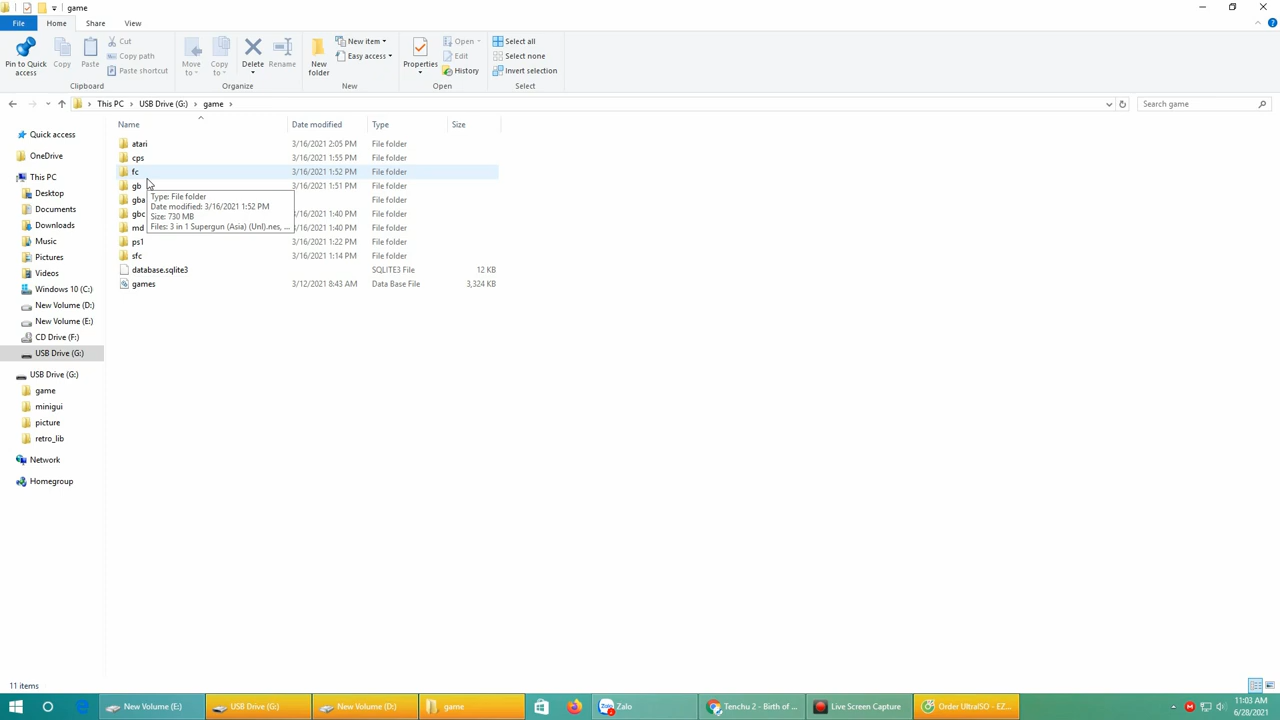 game
File
Home
Share
View
Pin to Quick access
Copy
Paste
Cut
Copy path
Paste shortcut
Clipboard
Move to
Copy to
Delete
Rename
Organize
New folder
New item
Easy access
New
Properties
Open
Edit
History
Open
Select all
Select none
Invert selection
Select
This PC
USB Drive (G:)
game
Search game
Name
Date modified
Type
Size
atari 3/16/2021 2:05 PM File folder
cps 3/16/2021 1:55 PM File folder
fc 3/16/2021 1:52 PM File folder
gb 3/16/2021 1:51 PM File folder
gba File folder
gbc 3/16/2021 1:40 PM File folder
md 3/16/2021 1:40 PM File folder
ps1 3/16/2021 1:22 PM File folder
sfc 3/16/2021 1:14 PM File folder
database.sqlite3 SQLITE3 File 12 KB
games 3/12/2021 8:43 AM Data Base File 3,324 KB
Type: File folder
Date modified: 3/16/2021 1:52 PM
Size: 730 MB
Files: 3 in 1 Supergun (Asia) (Unl).nes, ...
Quick access
OneDrive
This PC
Desktop
Documents
Downloads
Music
Pictures
Videos
Windows 10 (C:)
New Volume (D:)
New Volume (E:)
CD Drive (F:)
USB Drive (G:)
USB Drive (G:)
game
minigui
picture
retro_lib
Network
Homegroup
11 items
New Volume (E:)
USB Drive (G:)
New Volume (D:)
game
Zalo
Tenchu 2 - Birth of ...
Live Screen Capture
Order UltraISO - EZ...
11:03 AM
6/28/2021